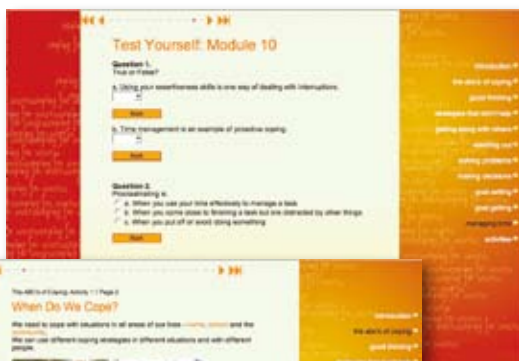 Test Yourself: Module 10
Question 1.
True or False?
a. Using your assertiveness skills is one way of dealing with interruptions.
b. Time management is an example of proactive coping.
Question 2.
Procrastinating is:
a. When you use your time effectively to manage a task
b. When you come close to finishing a task but are distracted by other things
c. When you put off or avoid doing something
introduction
the abc's of coping
good thinking
strategies that don't help
getting along with others
reaching out
solving problems
making decisions
goal setting
goal getting
managing time
activities
The ABC's of Coping: Activity 1 | Page 2
When Do We Cope?
We need to cope with situations in all areas of our lives - home, school and the
community.
We can use different coping strategies in different situations and with different
people.
introduction
the abc's of coping
good thinking